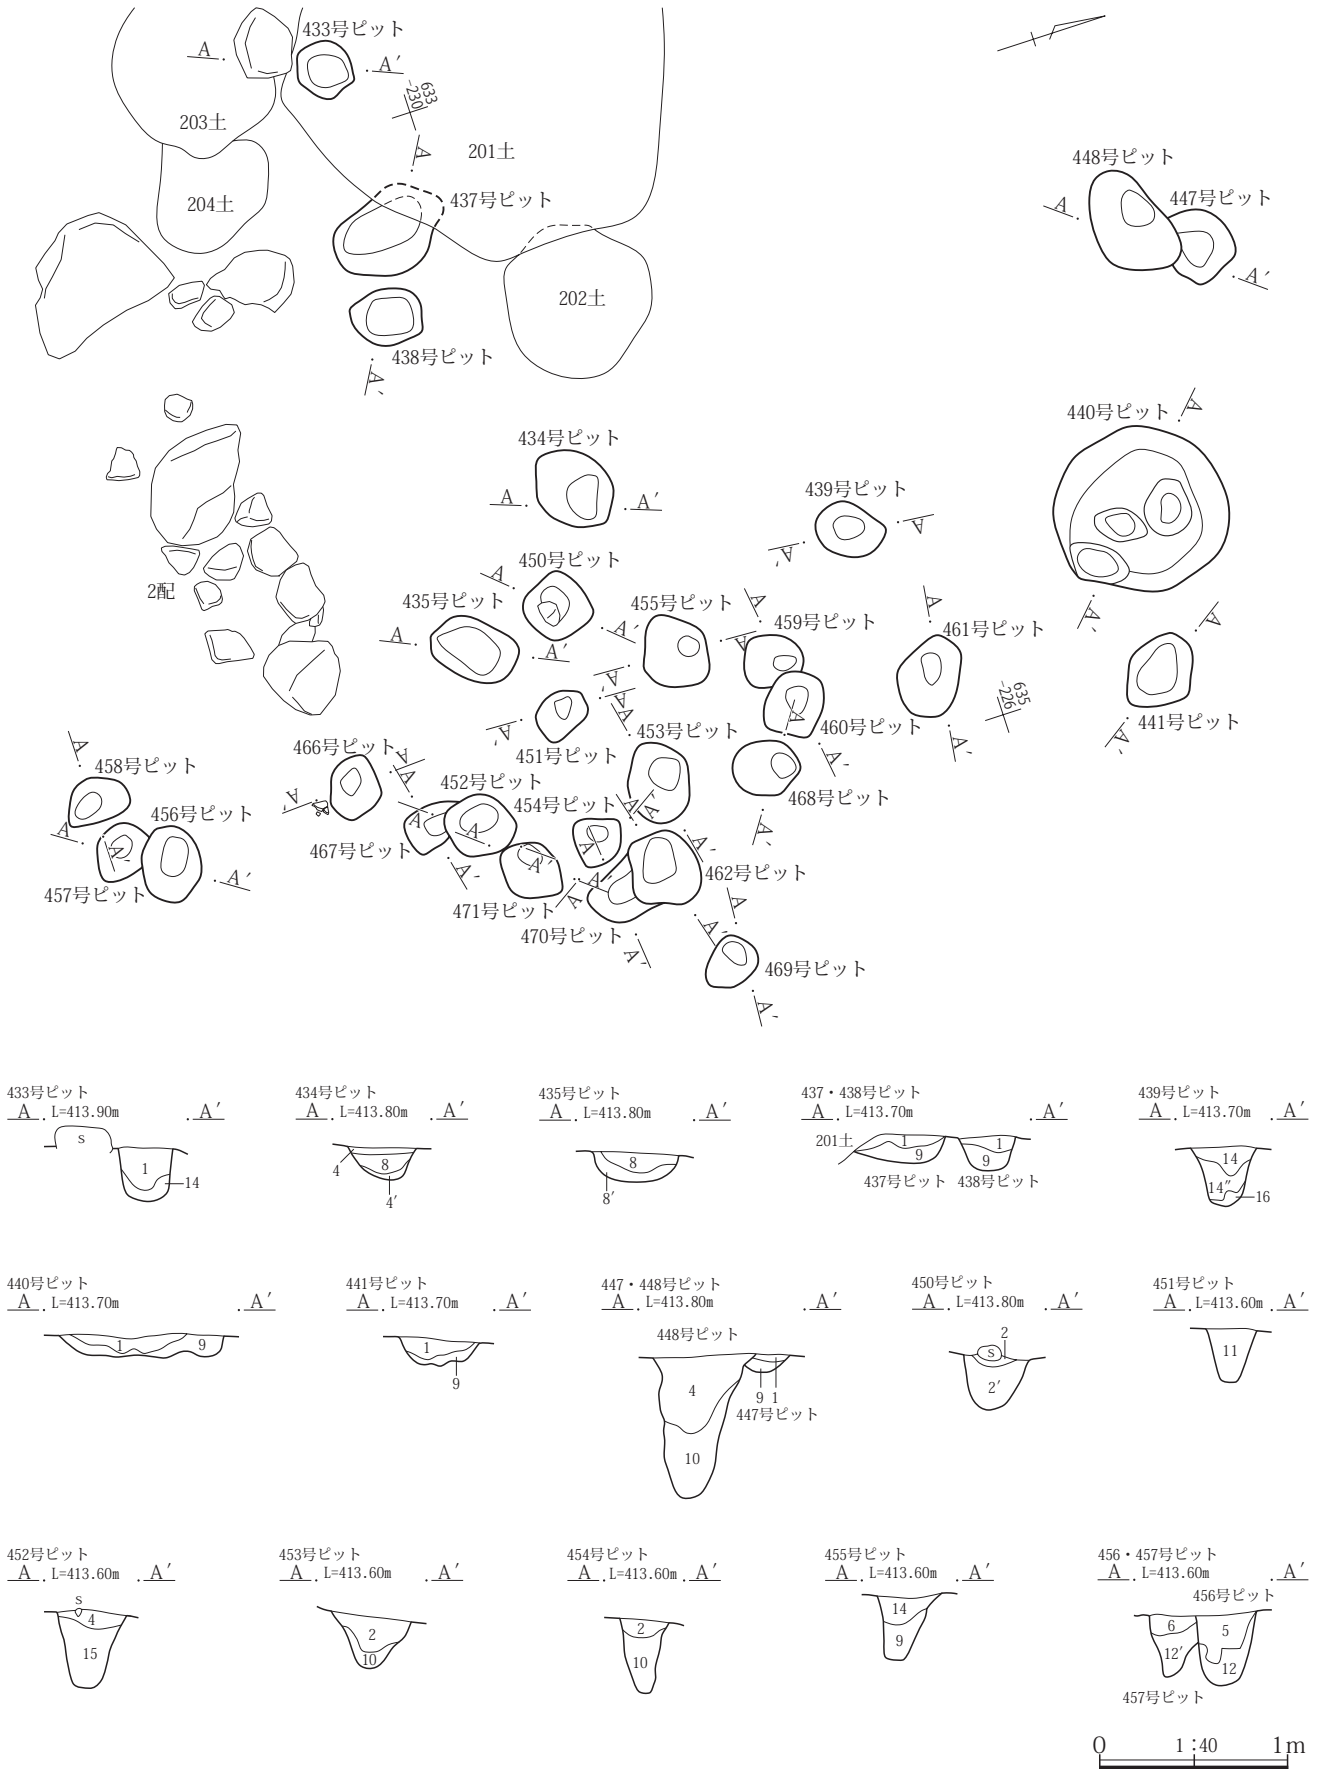 433号ピット
A
A′
633
-230
203土
A
201土
448号ピット
204土
437号ピット
A
447号ピット
A′
202土
438号ピット
A′
440号ピット
A
434号ピット
A
A′
439号ピット
A
A′
450号ピット
A
2配
435号ピット
455号ピット
A
459号ピット
A
461号ピット
A′
A
A
A′
A′
A
A′
A
635
-226
A
451号ピット
A′
453号ピット
A
460号ピット
A′
441号ピット
A′
A
458号ピット
466号ピット
A
A
452号ピット
A′
468号ピット
A′
454号ピット
456号ピット
A
A′
A
A
A
A′
A′
467号ピット
A′
A
A′
462号ピット
457号ピット
A′
A′
471号ピット
A
A′
A
470号ピット
A′
A′
469号ピット
A′
433号ピット
A L=413.90m A′
S
1
14
434号ピット
A L=413.80m A′
4
8
4′
435号ピット
A L=413.80m A′
8
8′
437・438号ピット
A L=413.70m A′
201土
1
9
1
9
437号ピット 438号ピット
439号ピット
A L=413.70m A′
14
14″
16
440号ピット
A L=413.70m A′
1
9
441号ピット
A L=413.70m A′
1
9
447・448号ピット
A L=413.80m A′
448号ピット
4
9 1
447号ピット
10
450号ピット
A L=413.80m A′
2
S
2′
451号ピット
A L=413.60m A′
11
452号ピット
A L=413.60m A′
S
4
15
453号ピット
A L=413.60m A′
2
10
454号ピット
A L=413.60m A′
2
10
455号ピット
A L=413.60m A′
14
9
456・457号ピット
A L=413.60m A′
456号ピット
6
5
12′
12
457号ピット
0 1:40 1m